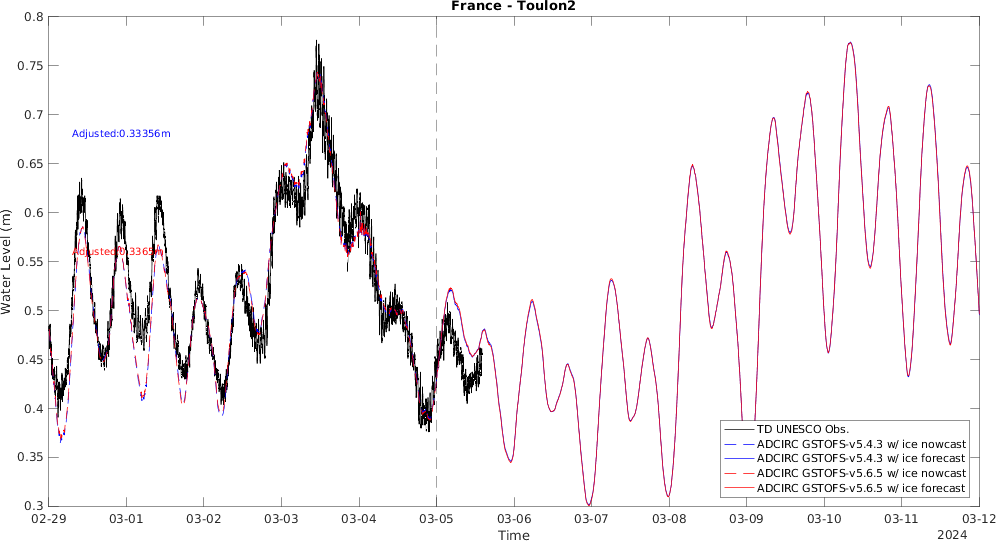 France - Toulon2
0.8
0.75
0.7
0.65
0.6
0.55
0.5
0.45
0.4
0.35
0.3
Water Level (m)
Adjusted:0.33356m
Adjusted:0.3365m
TD UNESCO Obs.
ADCIRC GSTOFS-v5.4.3 w/ ice nowcast
ADCIRC GSTOFS-v5.4.3 w/ ice forecast
ADCIRC GSTOFS-v5.6.5 w/ ice nowcast
ADCIRC GSTOFS-v5.6.5 w/ ice forecast
02-29 03-01 03-02 03-03 03-04 03-05 03-06 03-07 03-08 03-09 03-10 03-11 03-12
Time
2024